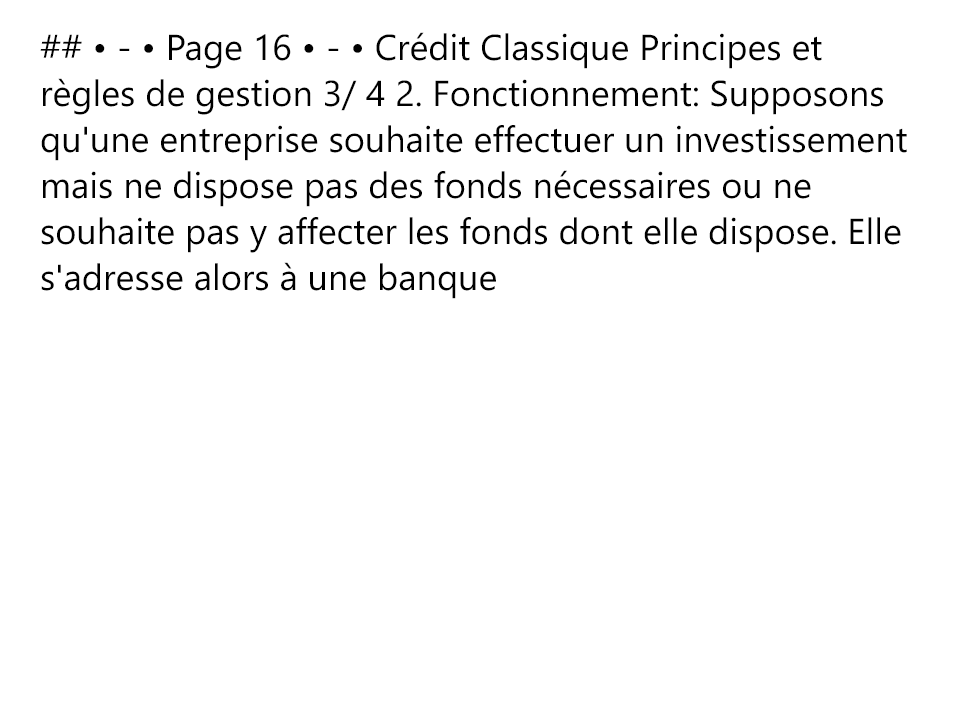 ## • - • Page 16 • - • Crédit Classique Principes et
règles de gestion 3/ 4 2. Fonctionnement: Supposons
qu'une entreprise souhaite effectuer un investissement
mais ne dispose pas des fonds nécessaires ou ne
souhaite pas y affecter les fonds dont elle dispose. Elle
s'adresse alors à une banque